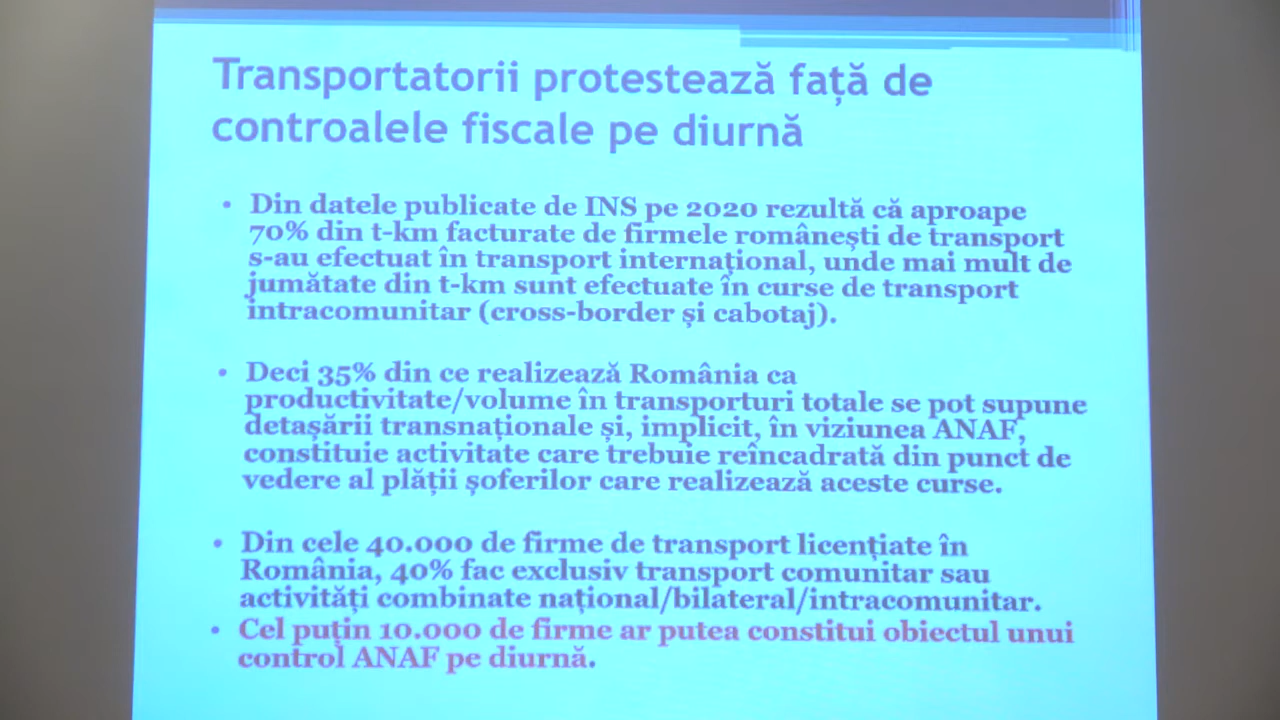 Transportatorii protestează față de
controalele fiscale pe diurnă
• Din datele publicate de INS pe 2020 rezultă că aproape
70% din t-km facturate de firmele românești de transport
s-au efectuat în transport internațional, unde mai mult de
jumătate din t-km sunt efectuate în curse de transport
intracomunitar (cross-border și cabotaj).
• Deci 35% din ce realizează România ca
productivitate/volume în transporturi totale se pot supune
detașării transnaționale și, implicit, în viziunea ANAF,
constituie activitate care trebuie reîncadrată din punct de
vedere al plății șoferilor care realizează aceste curse.
• Din cele 40.000 de firme de transport licențiate în
România, 40% fac exclusiv transport comunitar sau
activități combinate național/bilateral/intracomunitar.
• Cel puțin 10.000 de firme ar putea constitui obiectul unui
control ANAF pe diurnă.